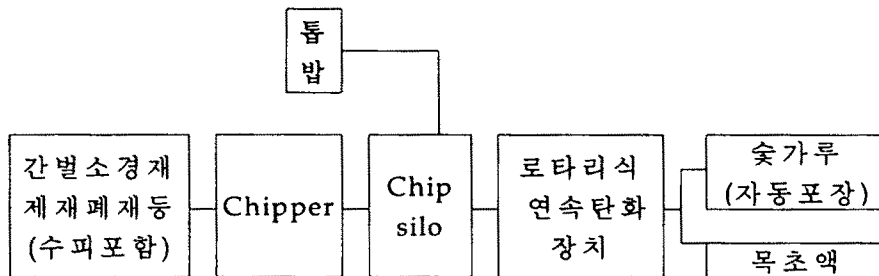 톱
밥
간벌소경재
제재폐재등
(수피포함)
Chipper
Chip
silo
로타리식
연속탄화
장치
숯가루
(자동포장)
목초액